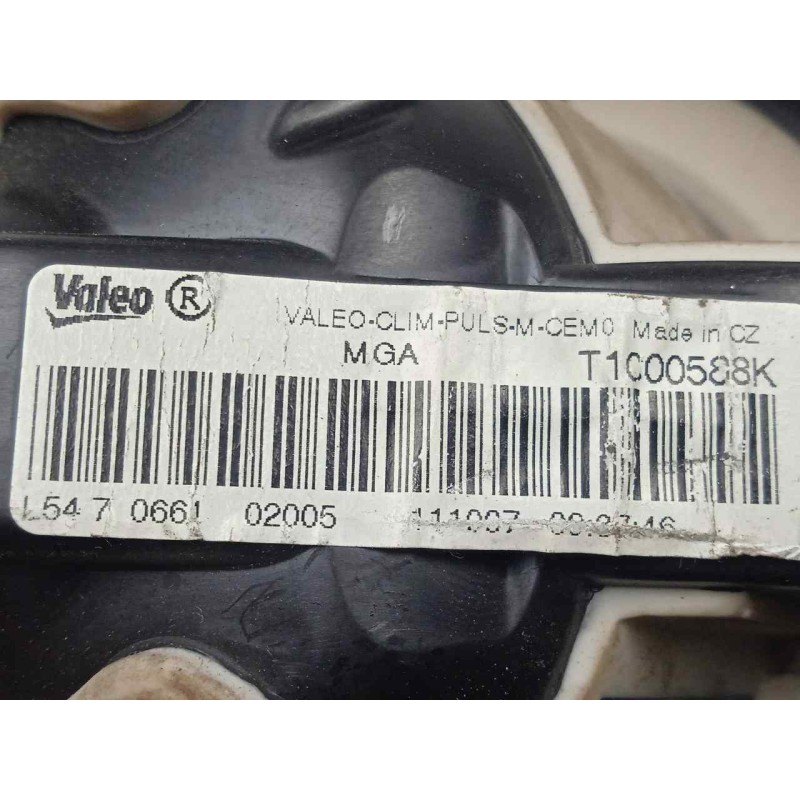 Valeo ®
VALEO-CLIM-PULS-M-CEM0 Made in CZ
MGA T1000588K
L54 7 0661 02005